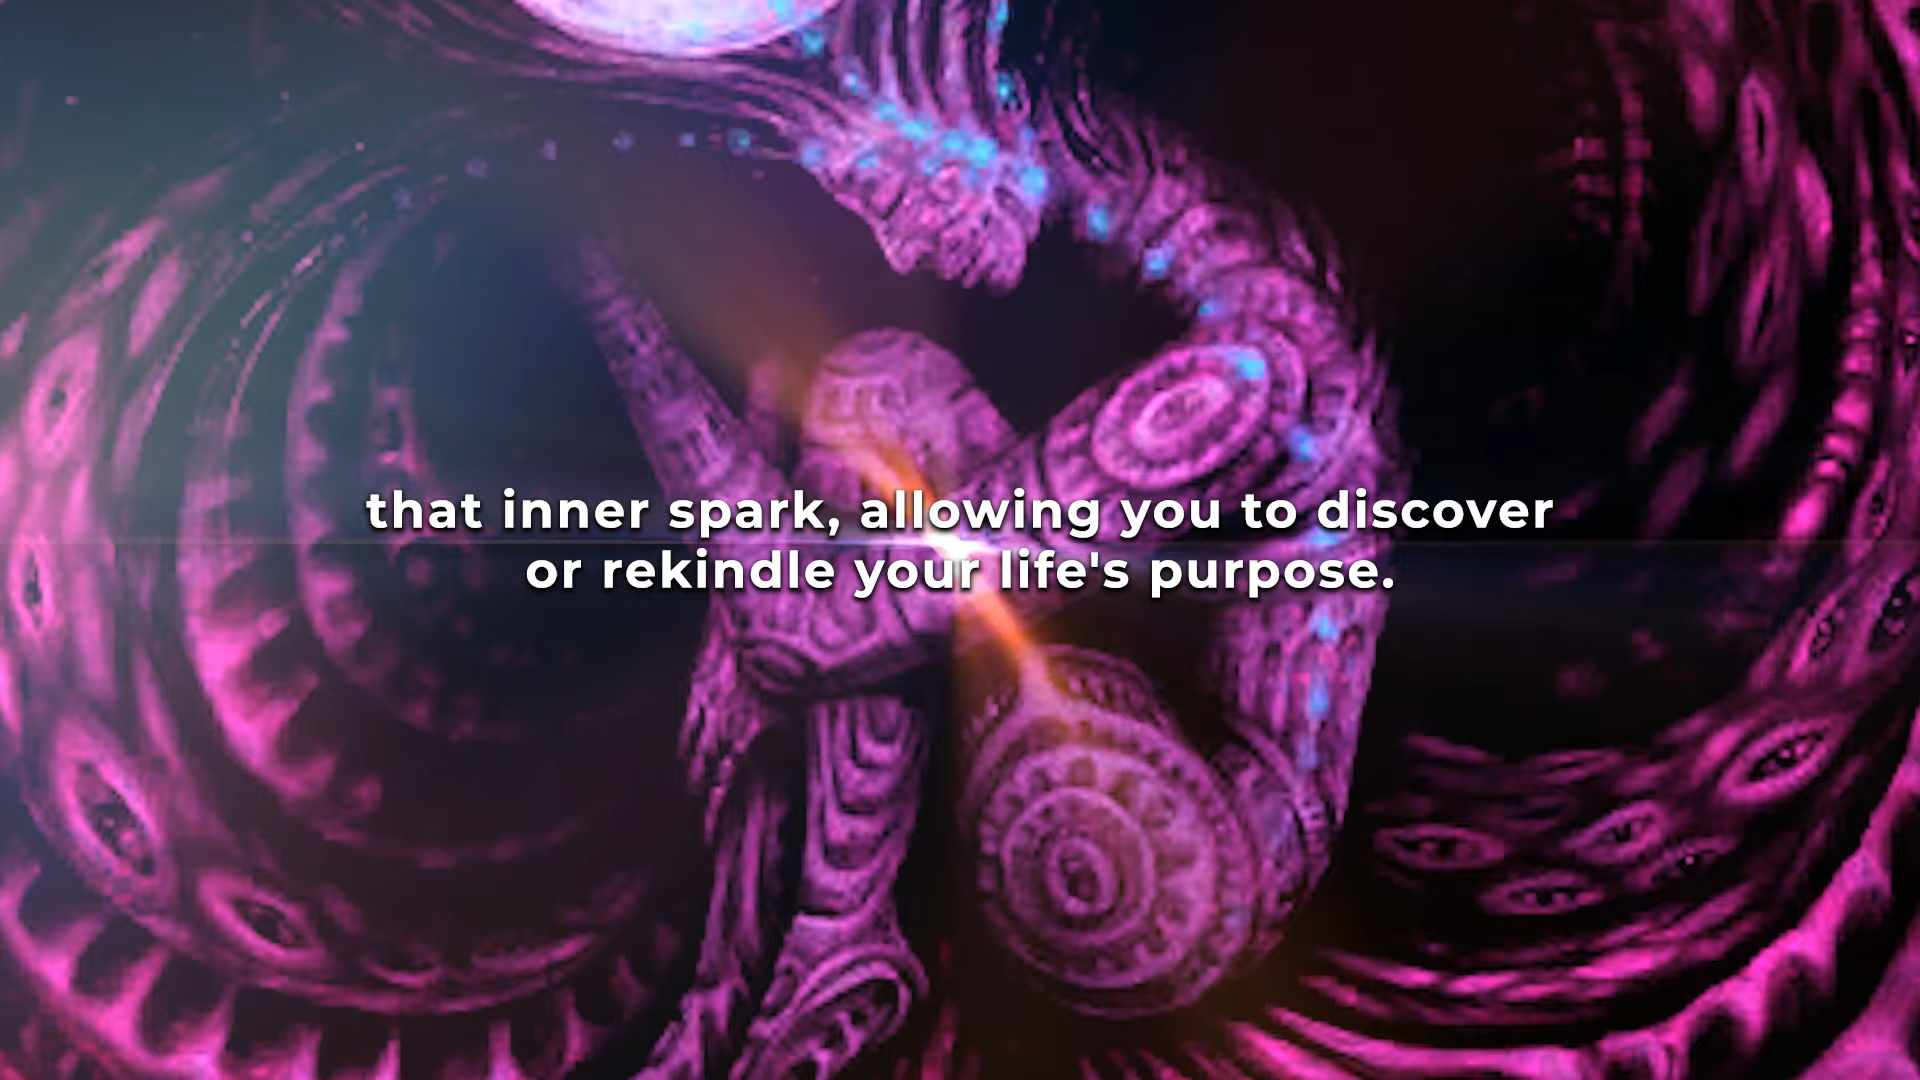 that inner spark, allowing you to discover
or rekindle your life's purpose.